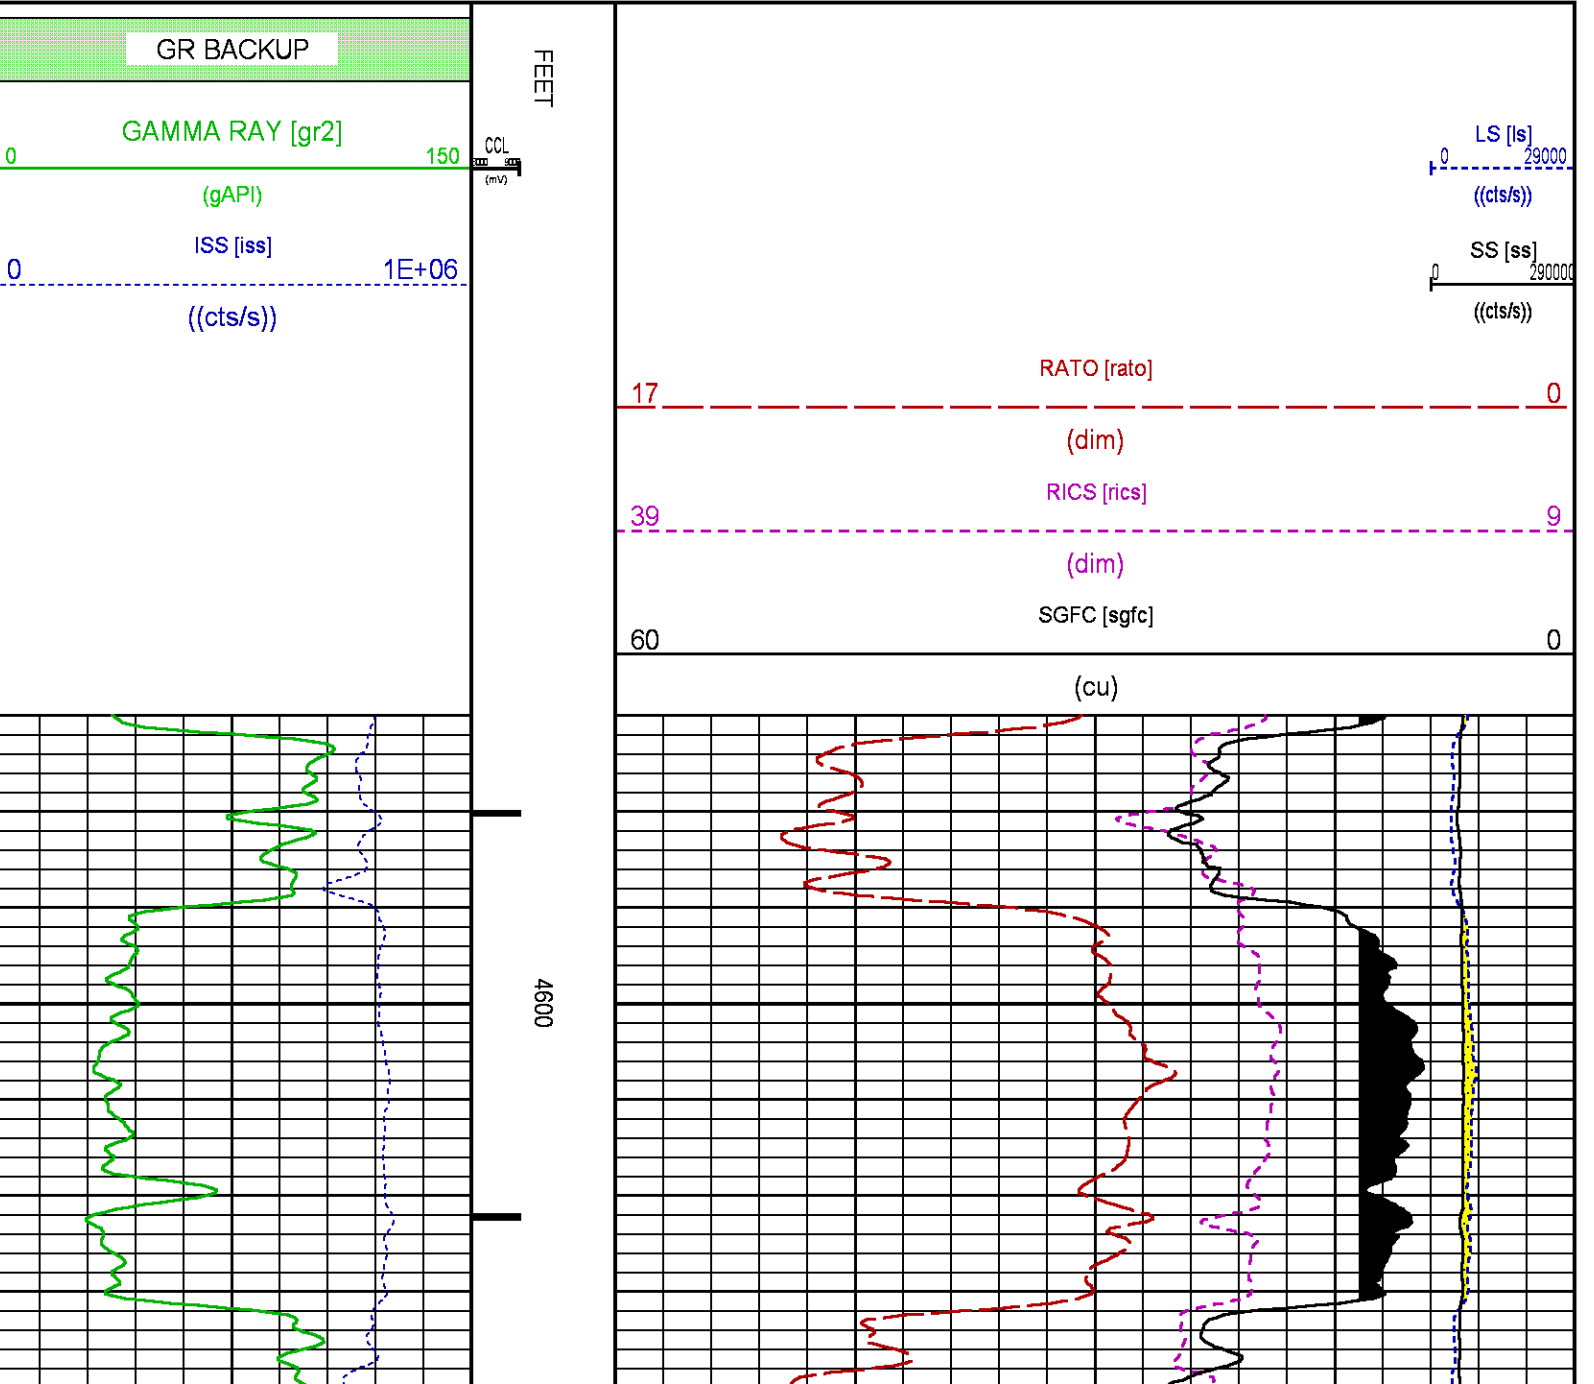 GR BACKUP
GAMMA RAY [gr2]
0 150
(gAPI)
ISS [iss]
0 1E+06
((cts/s))
FEET
CCL
(mV)
LS [ls]
0 29000
((cts/s))
SS [ss]
0 290000
((cts/s))
RATO [rato]
17 0
(dim)
RICS [rics]
39 9
(dim)
SGFC [sgfc]
60 0
(cu)
4600